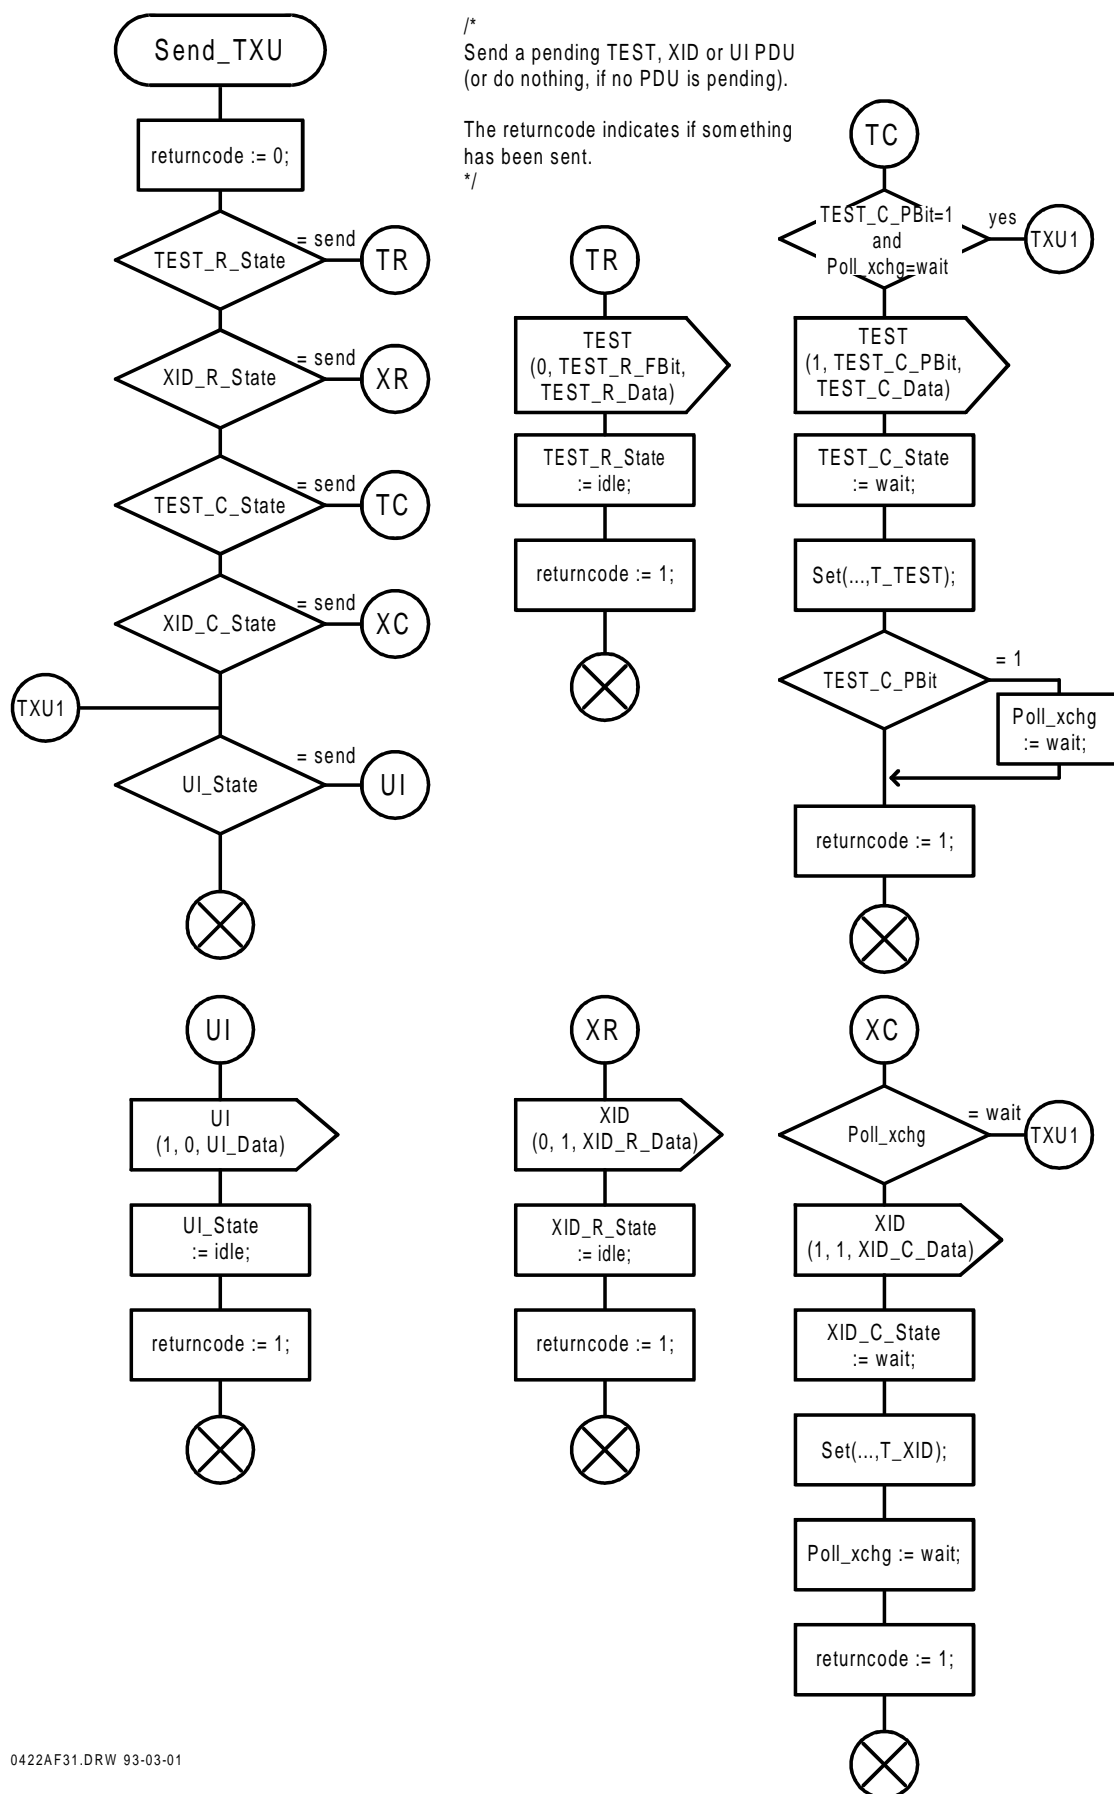 Send_TXU
returncode := 0;
TEST_R_State
= send
TR
XID_R_State
= send
XR
TEST_C_State
= send
TC
XID_C_State
= send
XC
TXU1
UI_State
= send
UI
/*
Send a pending TEST, XID or UI PDU
(or do nothing, if no PDU is pending).
The returncode indicates if something
has been sent.
*/
TR
TEST
(0, TEST_R_FBit,
TEST_R_Data)
TEST_R_State
:= idle;
returncode := 1;
TC
TEST_C_PBit=1
and
Poll_xchg=wait
yes
TXU1
TEST
(1, TEST_C_PBit,
TEST_C_Data)
TEST_C_State
:= wait;
Set(...,T_TEST);
TEST_C_PBit
= 1
Poll_xchg
:= wait;
returncode := 1;
UI
UI
(1, 0, UI_Data)
UI_State
:= idle;
returncode := 1;
XR
XID
(0, 1, XID_R_Data)
XID_R_State
:= idle;
returncode := 1;
XC
Poll_xchg
= wait
TXU1
XID
(1, 1, XID_C_Data)
XID_C_State
:= wait;
Set(...,T_XID);
Poll_xchg := wait;
returncode := 1;
0422AF31.DRW 93-03-01